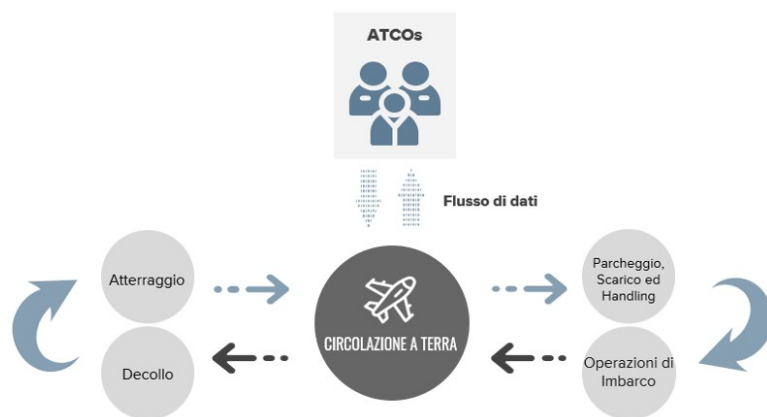 ATCOs
Flusso di dati
Atterraggio
Parcheggio,
Scarico ed
Handling
CIRCOLAZIONE A TERRA
Decollo
Operazioni di
Imbarco